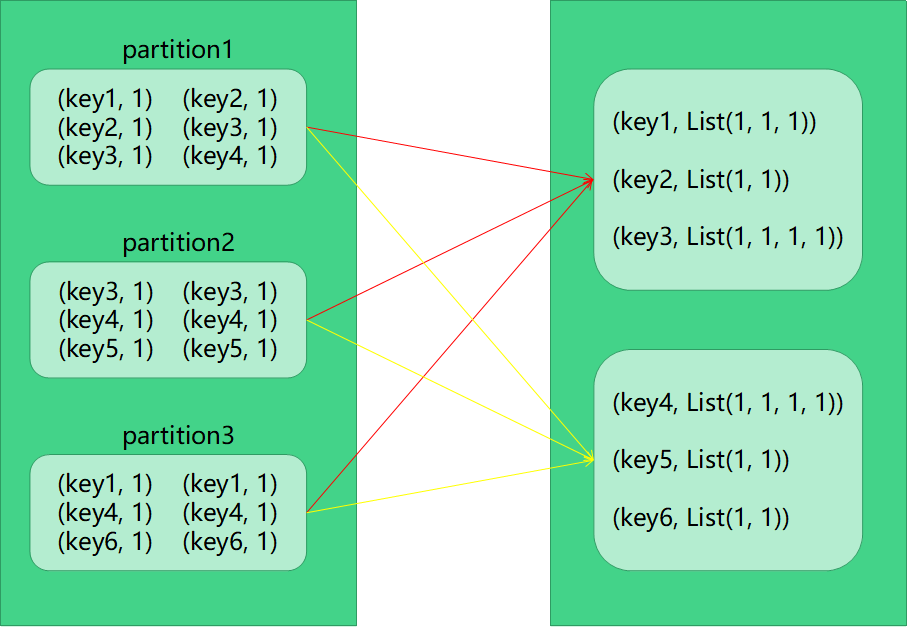 partition1
(key1, 1) (key2, 1)
(key2, 1) (key3, 1)
(key3, 1) (key4, 1)
partition2
(key3, 1) (key3, 1)
(key4, 1) (key4, 1)
(key5, 1) (key5, 1)
partition3
(key1, 1) (key1, 1)
(key4, 1) (key4, 1)
(key6, 1) (key6, 1)
(key1, List(1, 1, 1))
(key2, List(1, 1))
(key3, List(1, 1, 1, 1))
(key4, List(1, 1, 1, 1))
(key5, List(1, 1))
(key6, List(1, 1))